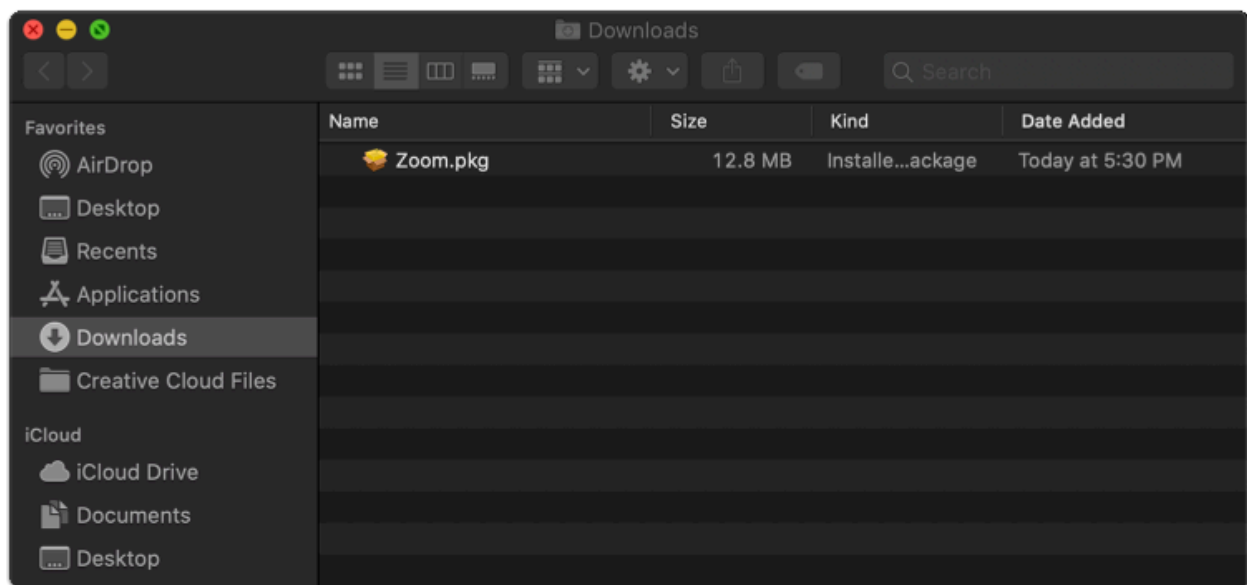 Downloads
Search
Favorites
AirDrop
Desktop
Recents
Applications
Downloads
Creative Cloud Files
iCloud
iCloud Drive
Documents
Desktop
Name Size Kind Date Added
Zoom.pkg 12.8 MB Installe...ackage Today at 5:30 PM